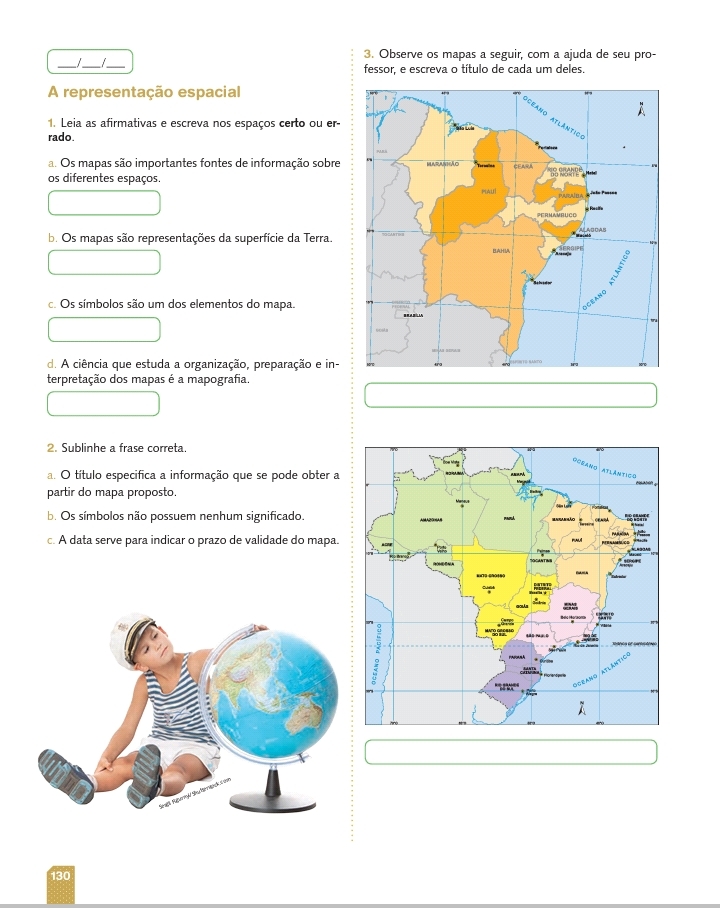 ___/___/___
A representação espacial
1. Leia as afirmativas e escreva nos espaços certo ou er-
rado.
a. Os mapas são importantes fontes de informação sobre
os diferentes espaços.
b. Os mapas são representações da superfície da Terra.
c. Os símbolos são um dos elementos do mapa.
d. A ciência que estuda a organização, preparação e in-
terpretação dos mapas é a mapografia.
2. Sublinhe a frase correta.
a. O título especifica a informação que se pode obter a
partir do mapa proposto.
b. Os símbolos não possuem nenhum significado.
c. A data serve para indicar o prazo de validade do mapa.
130
3. Observe os mapas a seguir, com a ajuda de seu pro-
fessor, e escreva o título de cada um deles.
OCEANO ATLÂNTICO
N
São Luís
Fortaleza
PARÁ
MARANHÃO
Teresina
CEARÁ
RIO GRANDE
DO NORTE
Natal
PIAUÍ
PARAÍBA
João Pessoa
Recife
PERNAMBUCO
ALAGOAS
Maceió
TOCANTINS
SERGIPE
Aracaju
BAHIA
Salvador
OCEANO ATLÂNTICO
DISTRITO
FEDERAL
BRASÍLIA
GOIÁS
MINAS GERAIS
ESPÍRITO SANTO
OCEANO ATLÂNTICO
EQUADOR
Boa Vista
RORAIMA
AMAPÁ
Macapá
Belém
Manaus
AMAZONAS
PARÁ
São Luís
MARANHÃO
Teresina
Fortaleza
CEARÁ
RIO GRANDE
DO NORTE
Natal
PARAÍBA
João
Pessoa
PIAUÍ
PERNAMBUCO
Recife
ALAGOAS
Maceió
SERGIPE
Aracaju
ACRE
Rio Branco
Porto
Velho
RONDÔNIA
Palmas
TOCANTINS
BAHIA
Salvador
MATO GROSSO
Cuiabá
DISTRITO
FEDERAL
Brasília
GOIÁS
Goiânia
MINAS
GERAIS
Belo Horizonte
ESPÍRITO
SANTO
Vitória
Campo
Grande
MATO GROSSO
DO SUL
SÃO PAULO
São Paulo
RIO DE
JANEIRO
Rio de Janeiro
TRÓPICO DE CAPRICÓRNIO
PARANÁ
Curitiba
SANTA
CATARINA
Florianópolis
RIO GRANDE
DO SUL
Porto
Alegre
OCEANO PACÍFICO
OCEANO ATLÂNTICO
N